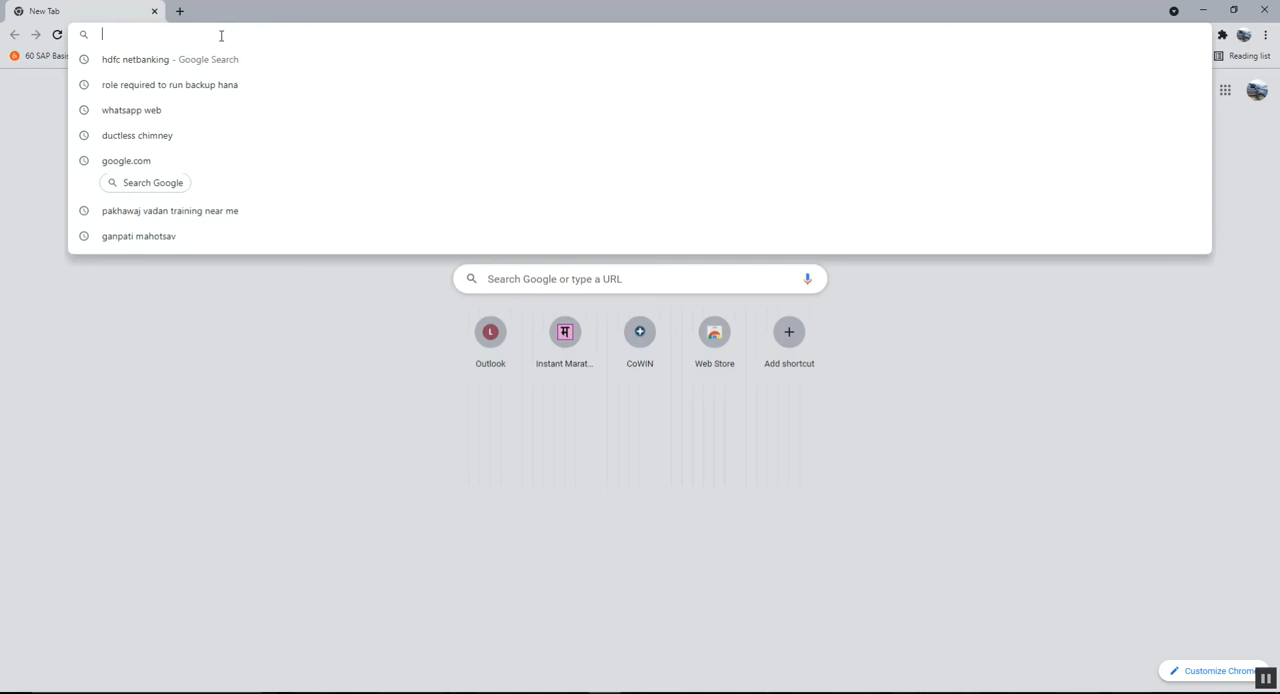 New Tab
60 SAP Basis
Reading list
hdfc netbanking - Google Search
role required to run backup hana
whatsapp web
ductless chimney
google.com
Search Google
pakhawaj vadan training near me
ganpati mahotsav
Search Google or type a URL
L
म
Outlook
Instant Marat...
CoWIN
Web Store
Add shortcut
Customize Chrome